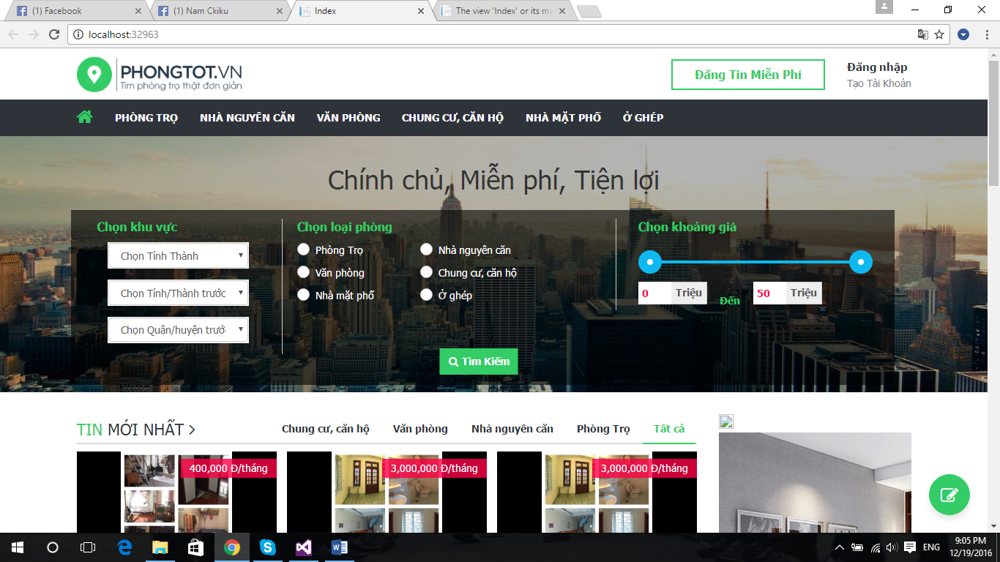 (1) Facebook
(1) Nam Ckiku
Index
The view 'Index' or its ma
localhost:32963
PHONGTOT.VN
Tìm phòng trọ thật đơn giản
Đăng Tin Miễn Phí
Đăng nhập
Tạo Tài Khoản
PHÒNG TRỌ NHÀ NGUYÊN CĂN VĂN PHÒNG CHUNG CƯ, CĂN HỘ NHÀ MẶT PHỐ Ở GHÉP
Chính chủ, Miễn phí, Tiện lợi
Chọn khu vực
Chọn Tỉnh Thành
Chọn Tỉnh/Thành trước
Chọn Quận/huyện trướ
Chọn loại phòng
Phòng Trọ Nhà nguyên căn
Văn phòng Chung cư, căn hộ
Nhà mặt phố Ở ghép
Chọn khoảng giá
0 Triệu Đến 50 Triệu
Tìm Kiếm
TIN MỚI NHẤT
Chung cư, căn hộ Văn phòng Nhà nguyên căn Phòng Trọ Tất cả
400,000 Đ/tháng 3,000,000 Đ/tháng 3,000,000 Đ/tháng
ENG
9:05 PM
12/19/2016